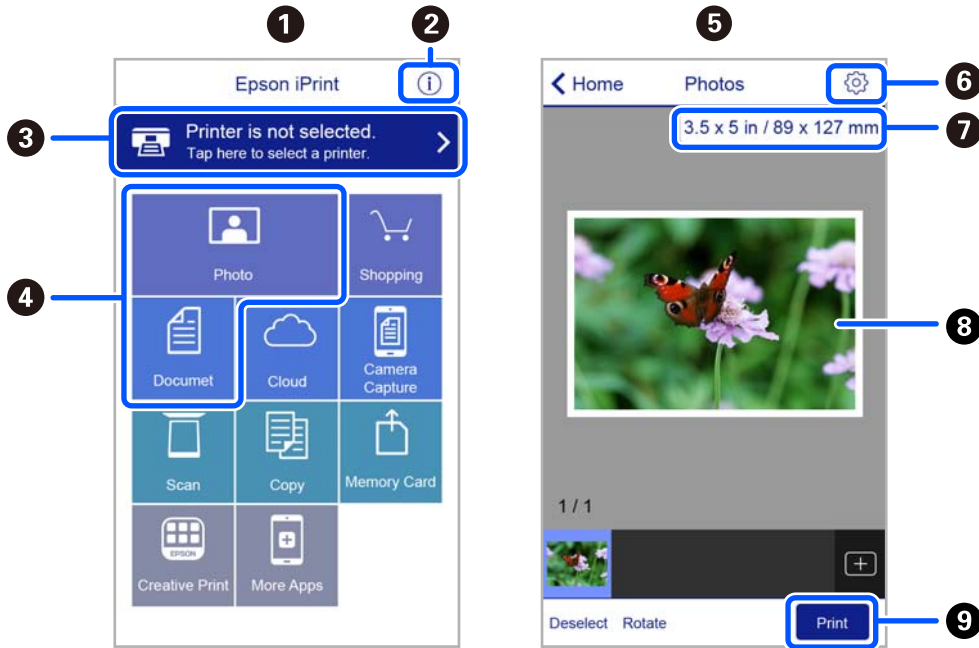 1
2
5
Epson iPrint
i
Home
Photos
6
3
Printer is not selected.
Tap here to select a printer.
3.5 x 5 in / 89 x 127 mm
7
Photo
Shopping
4
8
Documet
Cloud
Camera
Capture
Scan
Copy
Memory Card
1 / 1
EPSON
Creative Print
More Apps
Deselect
Rotate
Print
9